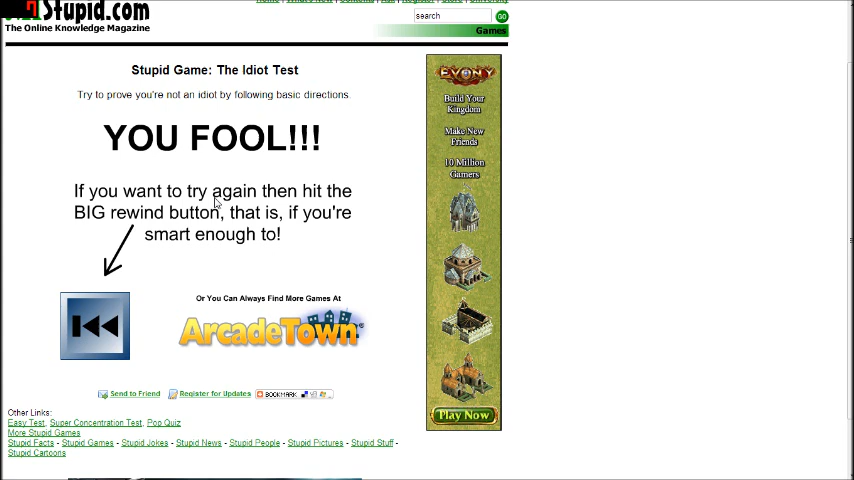 Stupid.com
The Online Knowledge Magazine
search
GO
Games
Stupid Game: The Idiot Test
Try to prove you're not an idiot by following basic directions.
YOU FOOL!!!
If you want to try again then hit the
BIG rewind button, that is, if you're
smart enough to!
Or You Can Always Find More Games At
ArcadeTown
Send to Friend
Register for Updates
BOOKMARK
Other Links:
Easy Test, Super Concentration Test, Pop Quiz
More Stupid Games
Stupid Facts - Stupid Games - Stupid Jokes - Stupid News - Stupid People - Stupid Pictures - Stupid Stuff -
Stupid Cartoons
EVONY
Build Your
Kingdom
Make New
Friends
10 Million
Gamers
Play Now